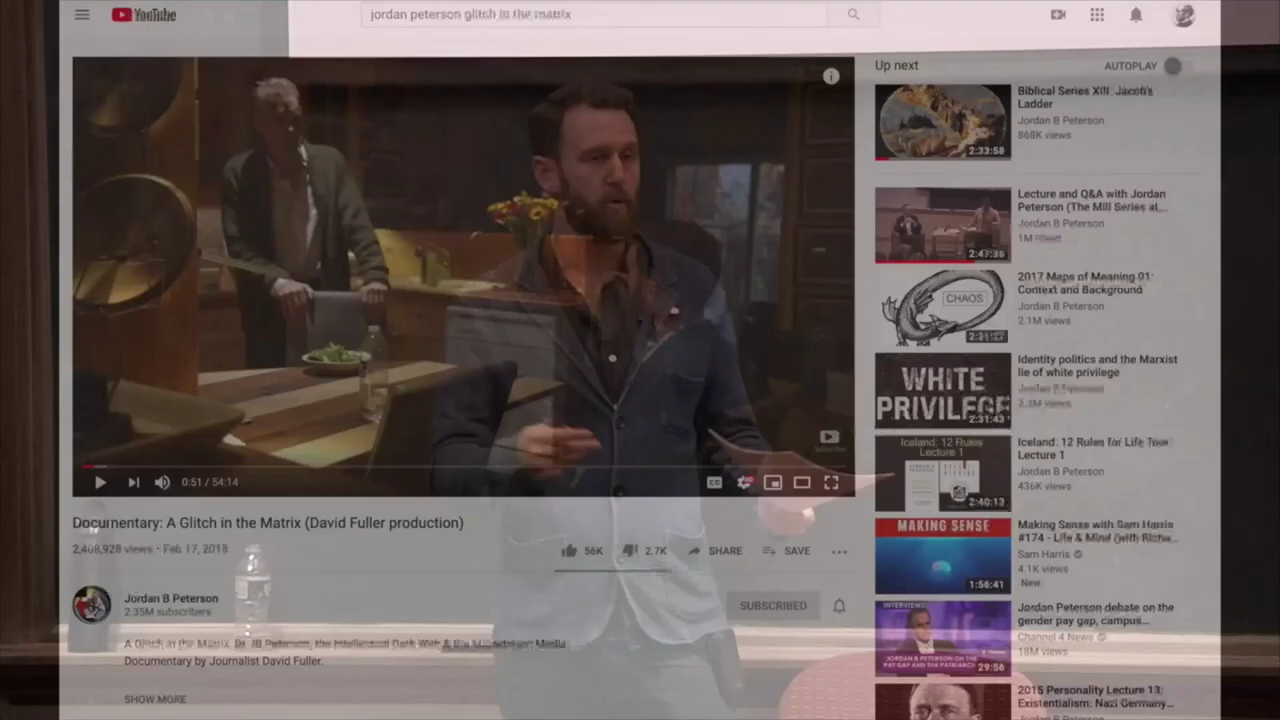 YouTube
jordan peterson glitch in the matrix
Up next
AUTOPLAY
Biblical Series XIII: Jacob's
Ladder
Jordan B Peterson
868K views
2:33:58
Lecture and Q&A with Jordan
Peterson (The Mill Series at...
Jordan B Peterson
1M
2:47:36
2017 Maps of Meaning 01:
Context and Background
Jordan B Peterson
2.1M views
CHAOS
Identity politics and the Marxist
lie of white privilege
views
WHITE
PRIVILEGE
2:31:43
Iceland: 12 Rules for Life Tour
Lecture 1
Jordan B Peterson
436K views
Iceland: 12 Rules
Lecture 1
2:40:13
Making Sense with Sam Harris
#174 - Life & Mind (with
Sam Harris
4.1K views
New
MAKING SENSE
1:56:41
Jordan Peterson debate on the
gender pay gap, campus...
Channel 4 News
18M views
INTERVIEWS
JORDAN B PETERSON ON THE
PAY GAP AND THE PATRIARCHY
29:56
2015 Personality Lecture 13:
Existentialism: Nazi Germany...
0:51 / 54:14
CC
Documentary: A Glitch in the Matrix (David Fuller production)
2,408,928 views · Feb 17, 2018
56K
2.7K
SHARE
SAVE
Jordan B Peterson
2.35M subscribers
SUBSCRIBED
A Glitch in the Matrix, Dr JB Peterson, the Intellectual Dark Web & the Mainstream Media
Documentary by Journalist David Fuller.
SHOW MORE